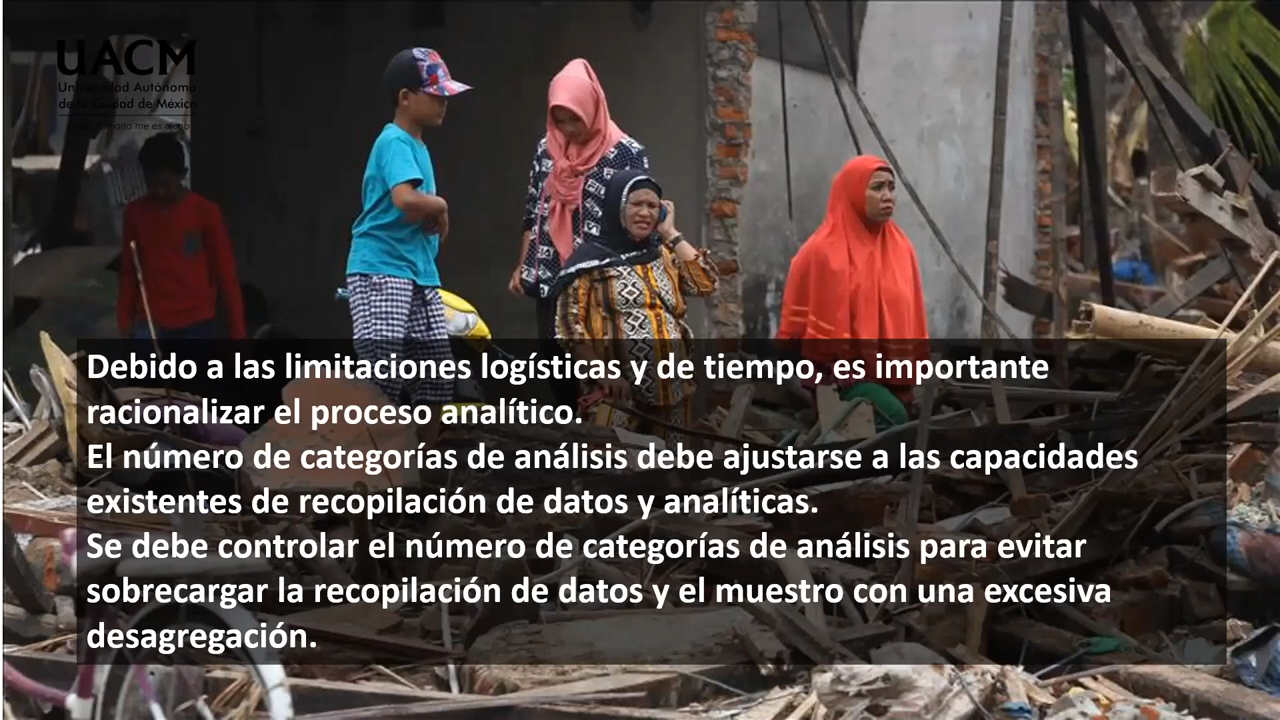 UACM
Universidad Autónoma
de la Ciudad de México
me es ajeno
Debido a las limitaciones logísticas y de tiempo, es importante
racionalizar el proceso analítico.
El número de categorías de análisis debe ajustarse a las capacidades
existentes de recopilación de datos y analíticas.
Se debe controlar el número de categorías de análisis para evitar
sobrecargar la recopilación de datos y el muestro con una excesiva
desagregación.